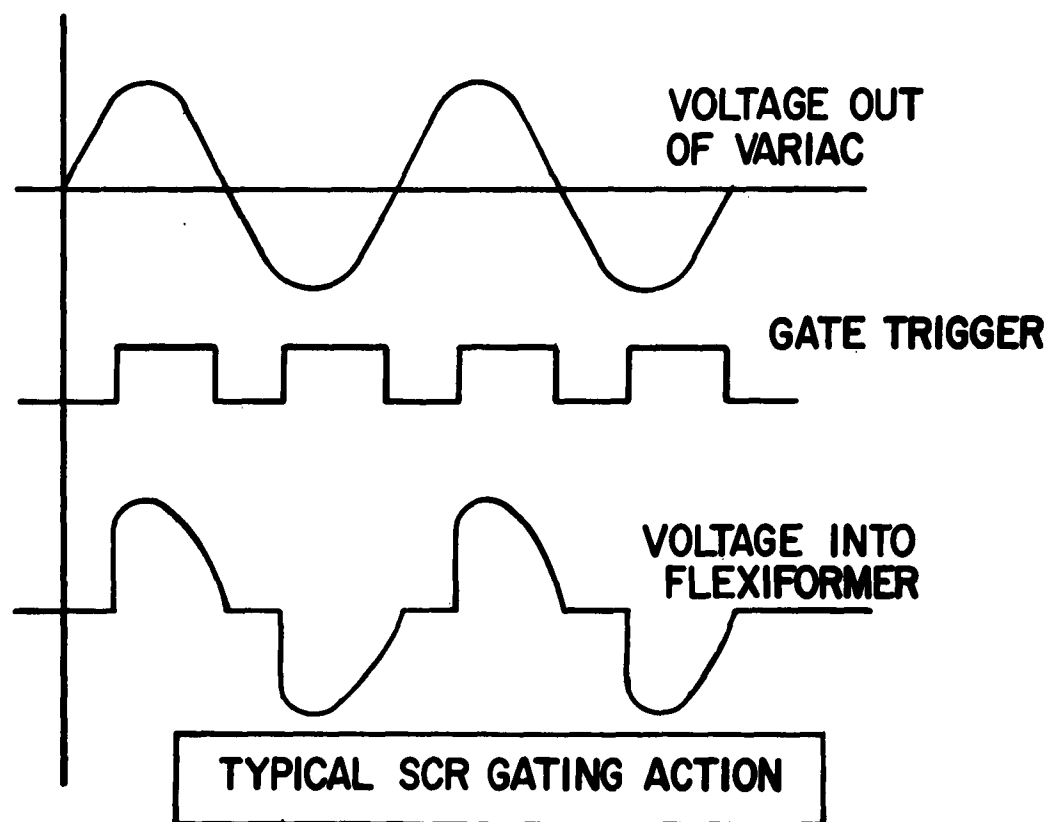 VOLTAGE OUT
OF VARIAC
GATE TRIGGER
VOLTAGE INTO
FLEXIFORMER
TYPICAL SCR GATING ACTION